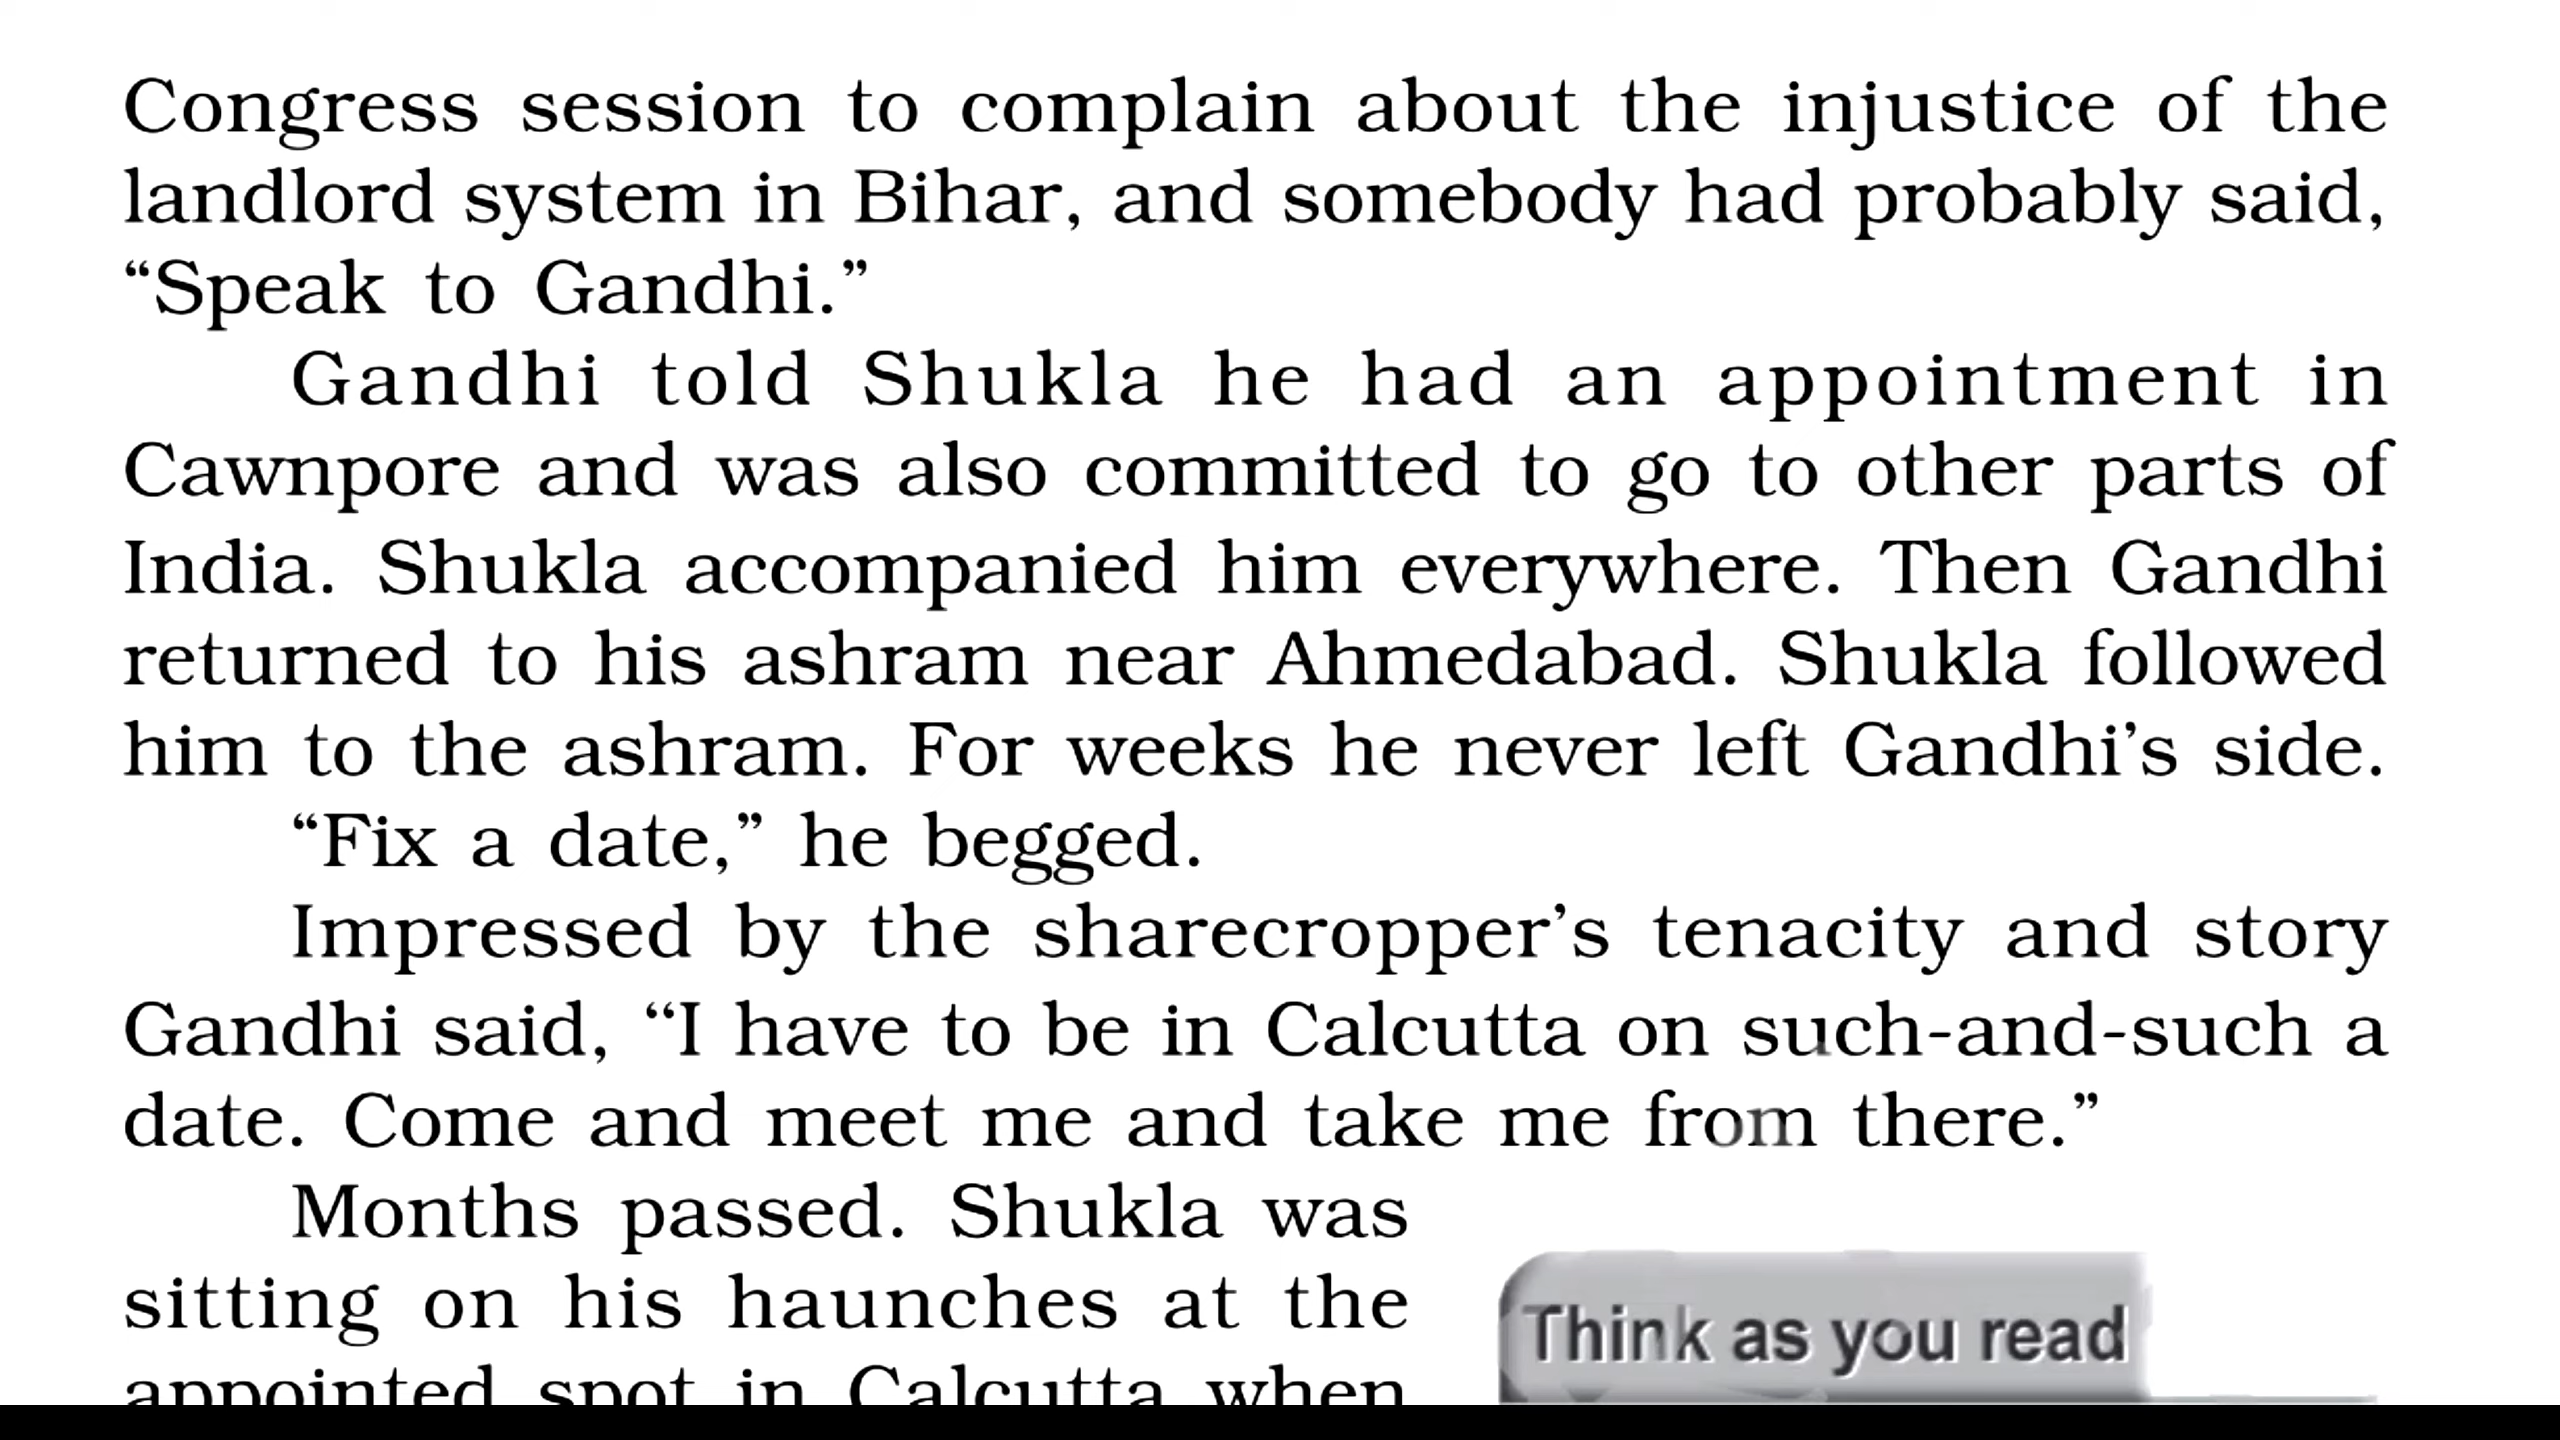 Congress session to complain about the injustice of the
landlord system in Bihar, and somebody had probably said,
“Speak to Gandhi.”
Gandhi told Shukla he had an appointment in
Cawnpore and was also committed to go to other parts of
India. Shukla accompanied him everywhere. Then Gandhi
returned to his ashram near Ahmedabad. Shukla followed
him to the ashram. For weeks he never left Gandhi’s side.
“Fix a date,” he begged.
Impressed by the sharecropper’s tenacity and story
Gandhi said, “I have to be in Calcutta on such-and-such a
date. Come and meet me and take me from there.”
Months passed. Shukla was
sitting on his haunches at the
appointed spot in Calcutta when
Think as you read